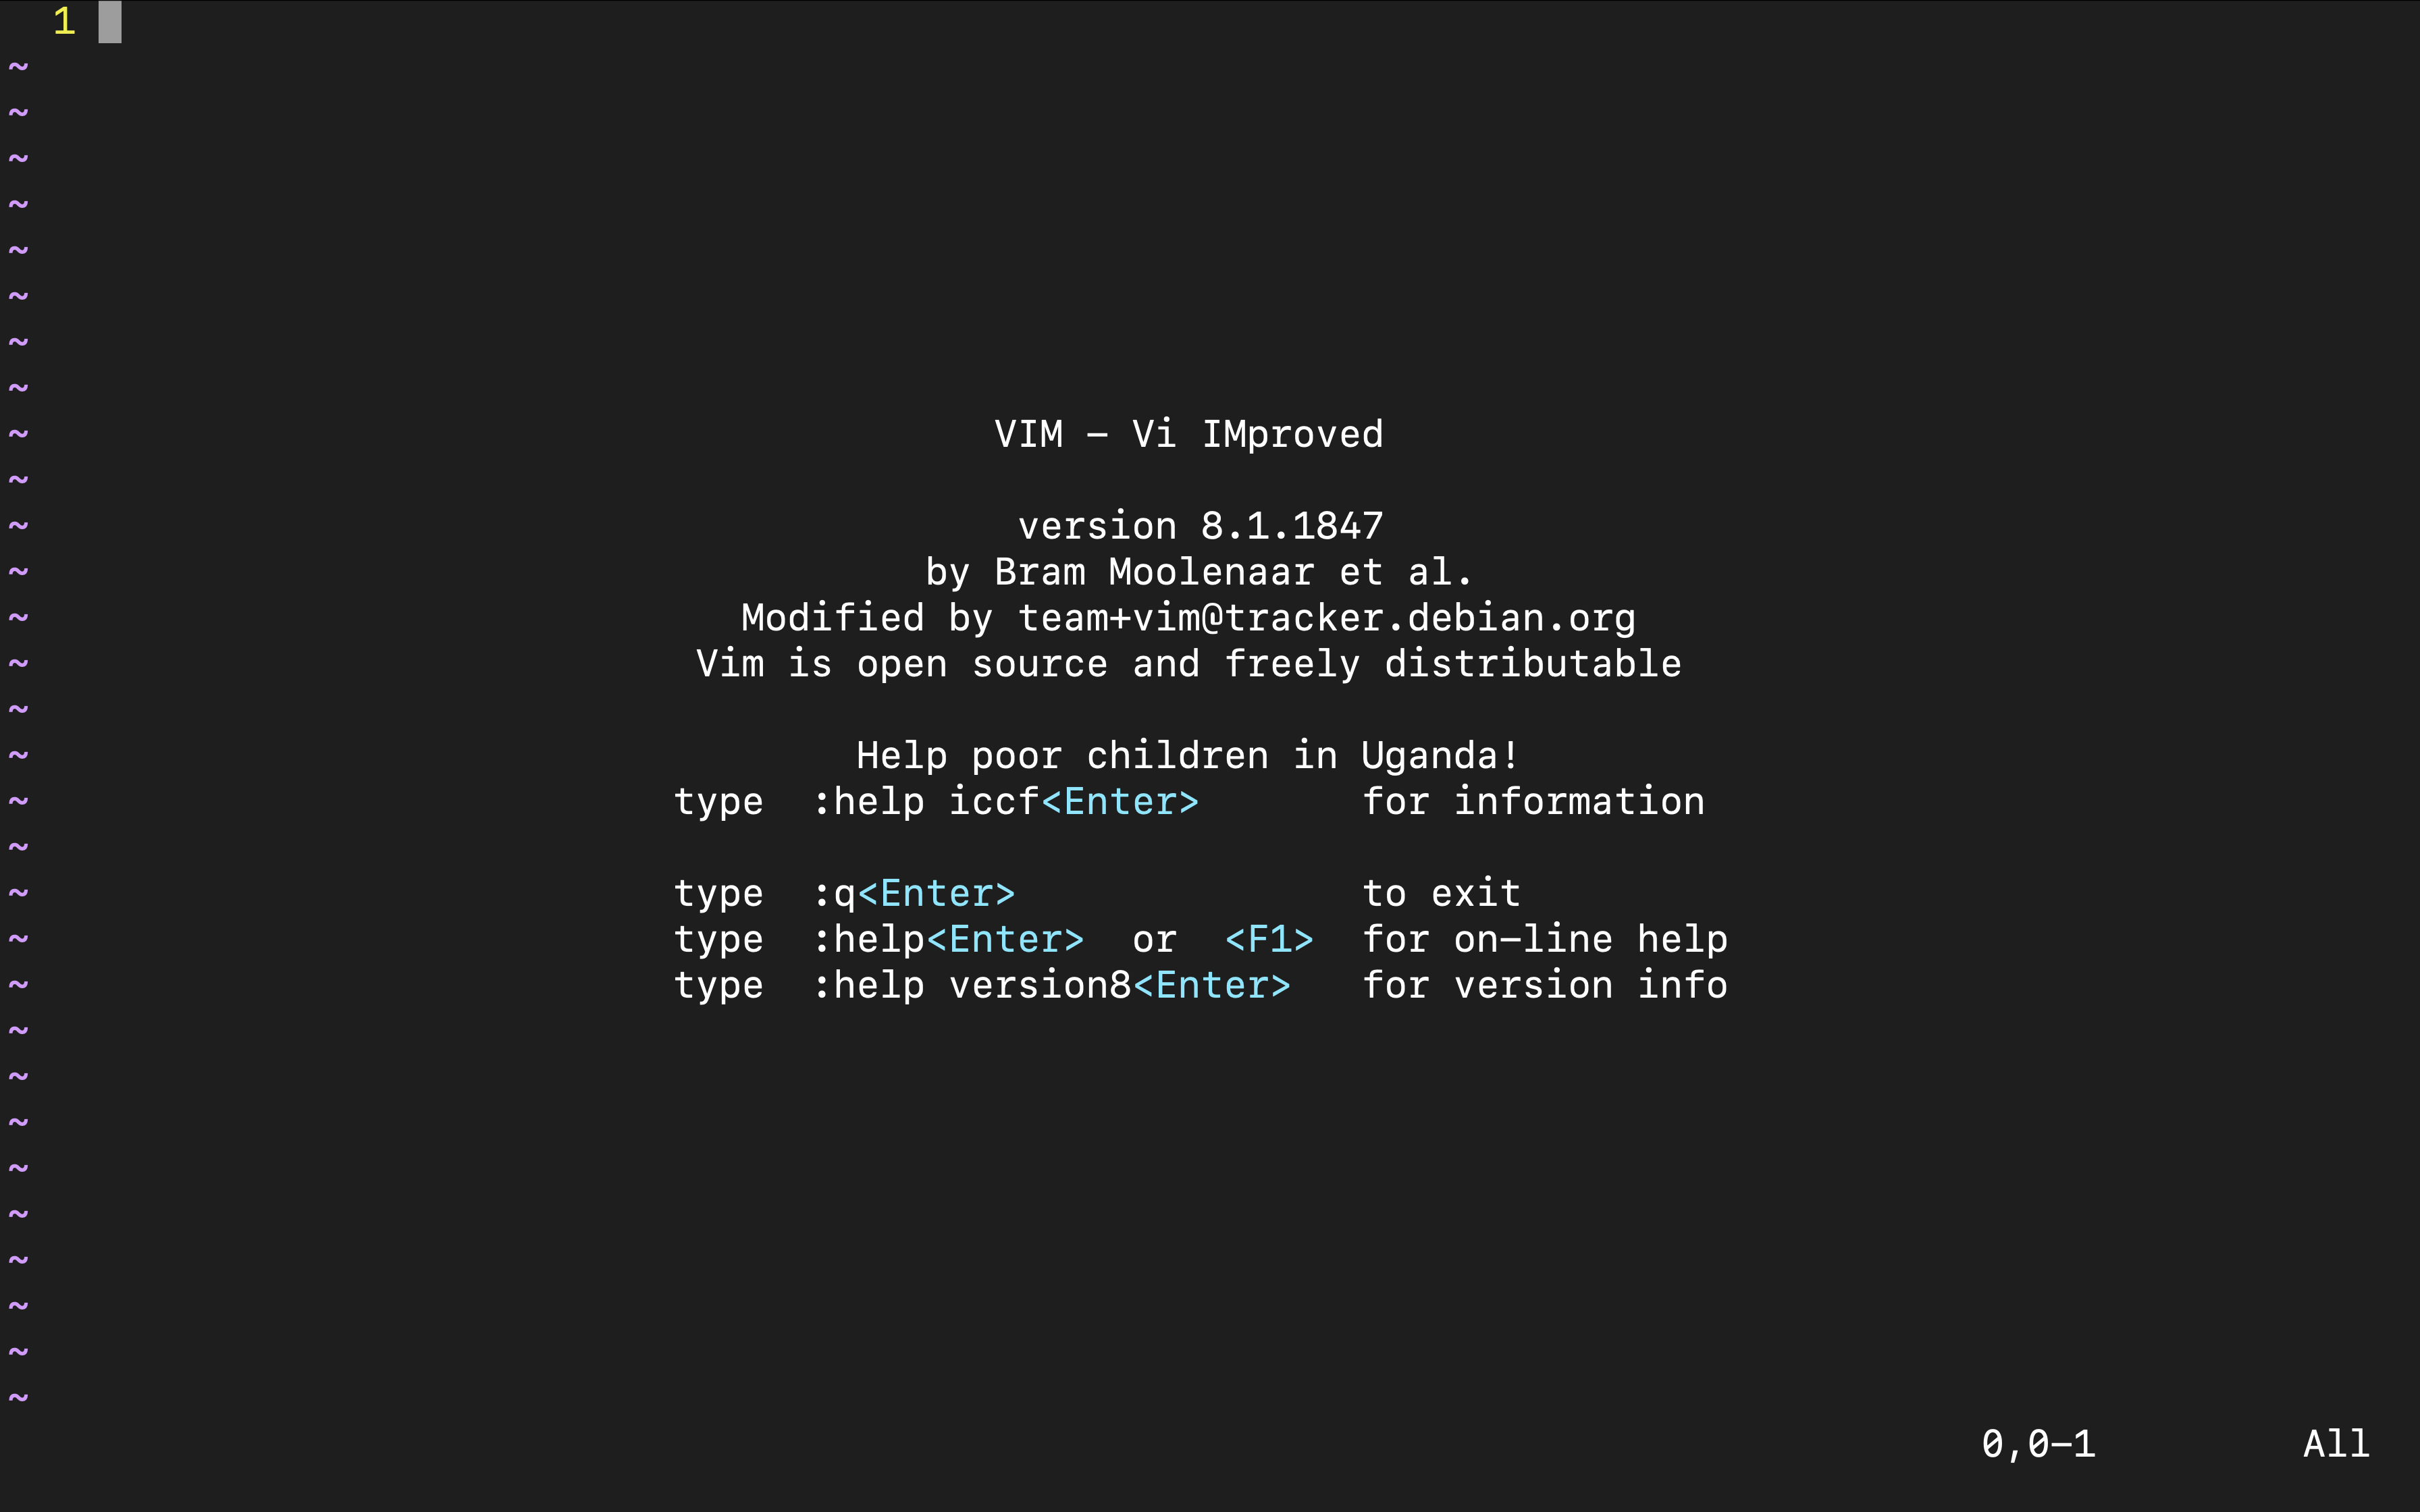 1
~
~
~
~
~
~
~
~
~ VIM - Vi IMproved
~
~ version 8.1.1847
~ by Bram Moolenaar et al.
~ Modified by team+vim@tracker.debian.org
~ Vim is open source and freely distributable
~
~ Help poor children in Uganda!
~ type :help iccf<Enter> for information
~
~ type :q<Enter> to exit
~ type :help<Enter> or <F1> for on-line help
~ type :help version8<Enter> for version info
~
~
~
~
~
~
~
~
~
0,0-1 All